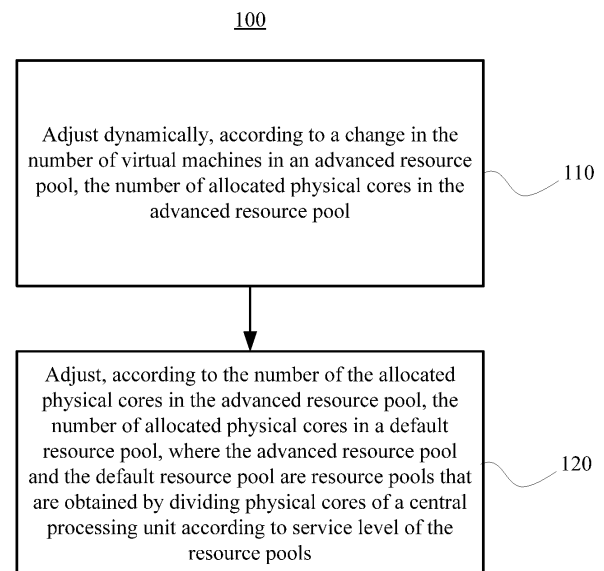 100
Adjust dynamically, according to a change in the
number of virtual machines in an advanced resource
pool, the number of allocated physical cores in the
advanced resource pool
110
Adjust, according to the number of the allocated
physical cores in the advanced resource pool, the
number of allocated physical cores in a default
resource pool, where the advanced resource pool
and the default resource pool are resource pools that
are obtained by dividing physical cores of a central
processing unit according to service level of the
resource pools
120